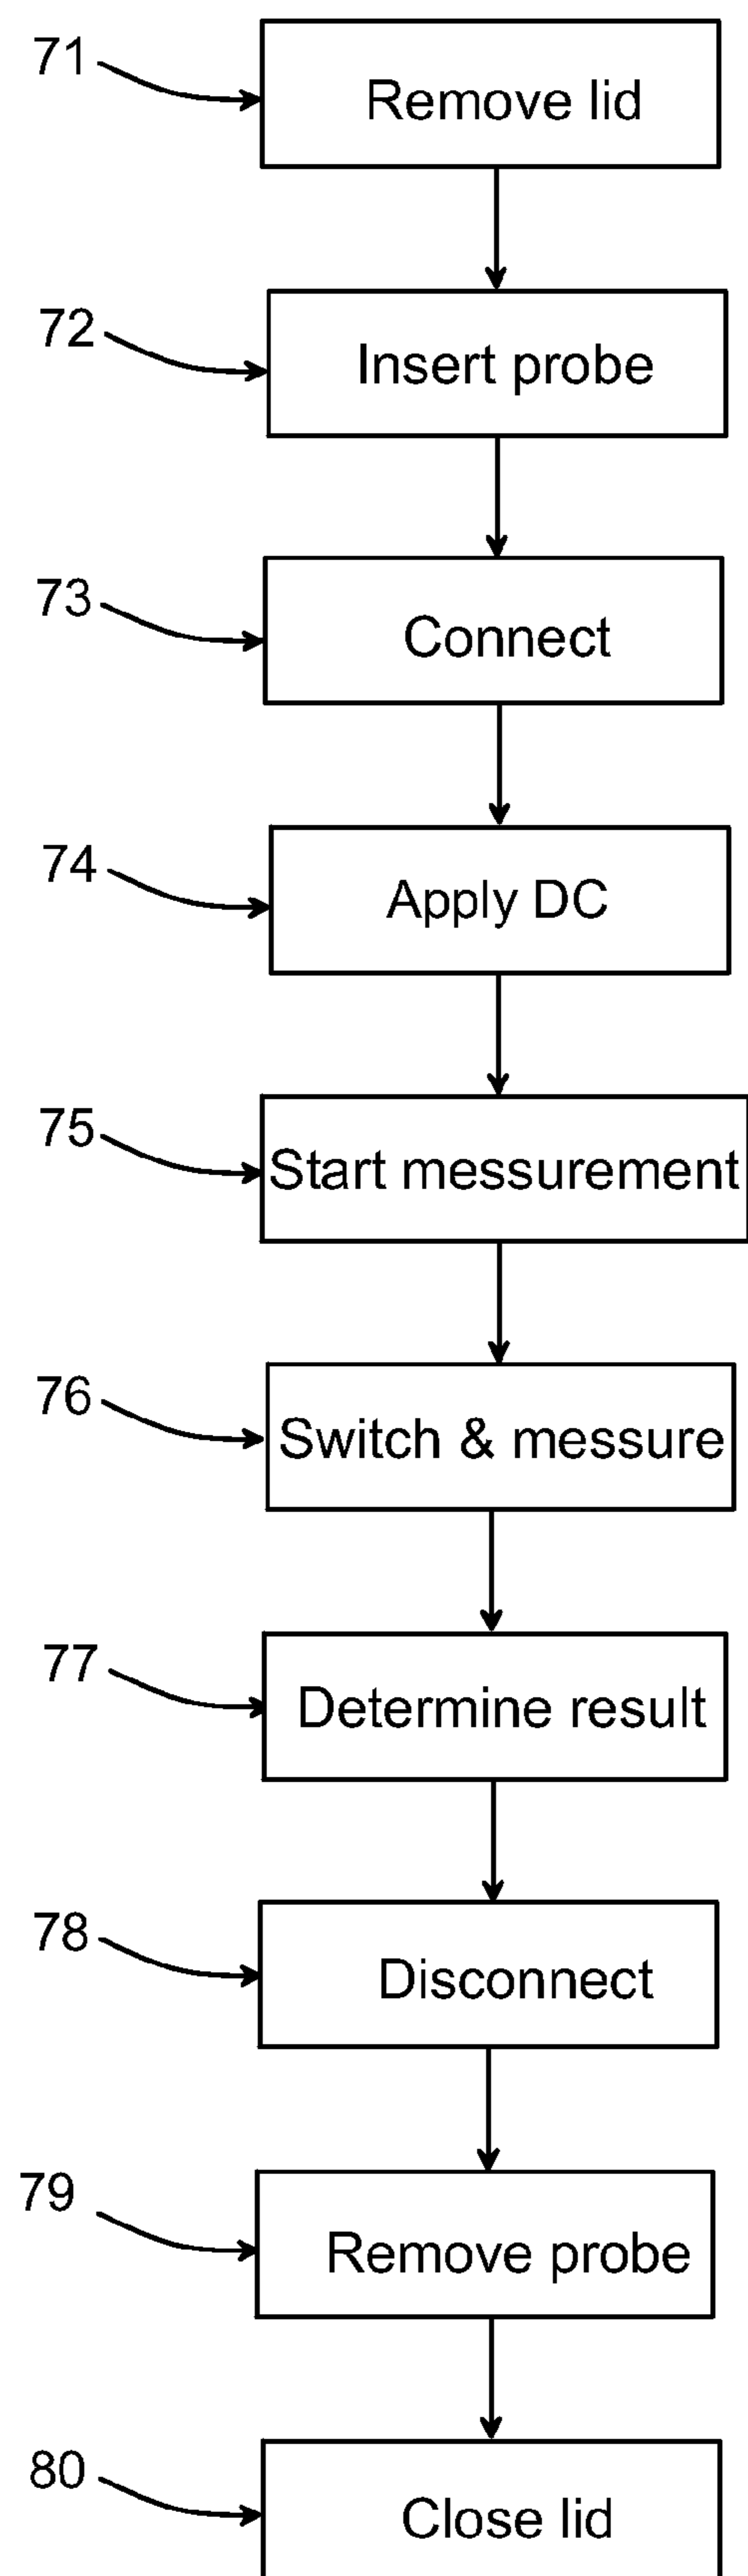 71
Remove lid
72
Insert probe
73
Connect
74
Apply DC
75
Start messurement
76
Switch & messure
77
Determine result
78
Disconnect
79
Remove probe
80
Close lid